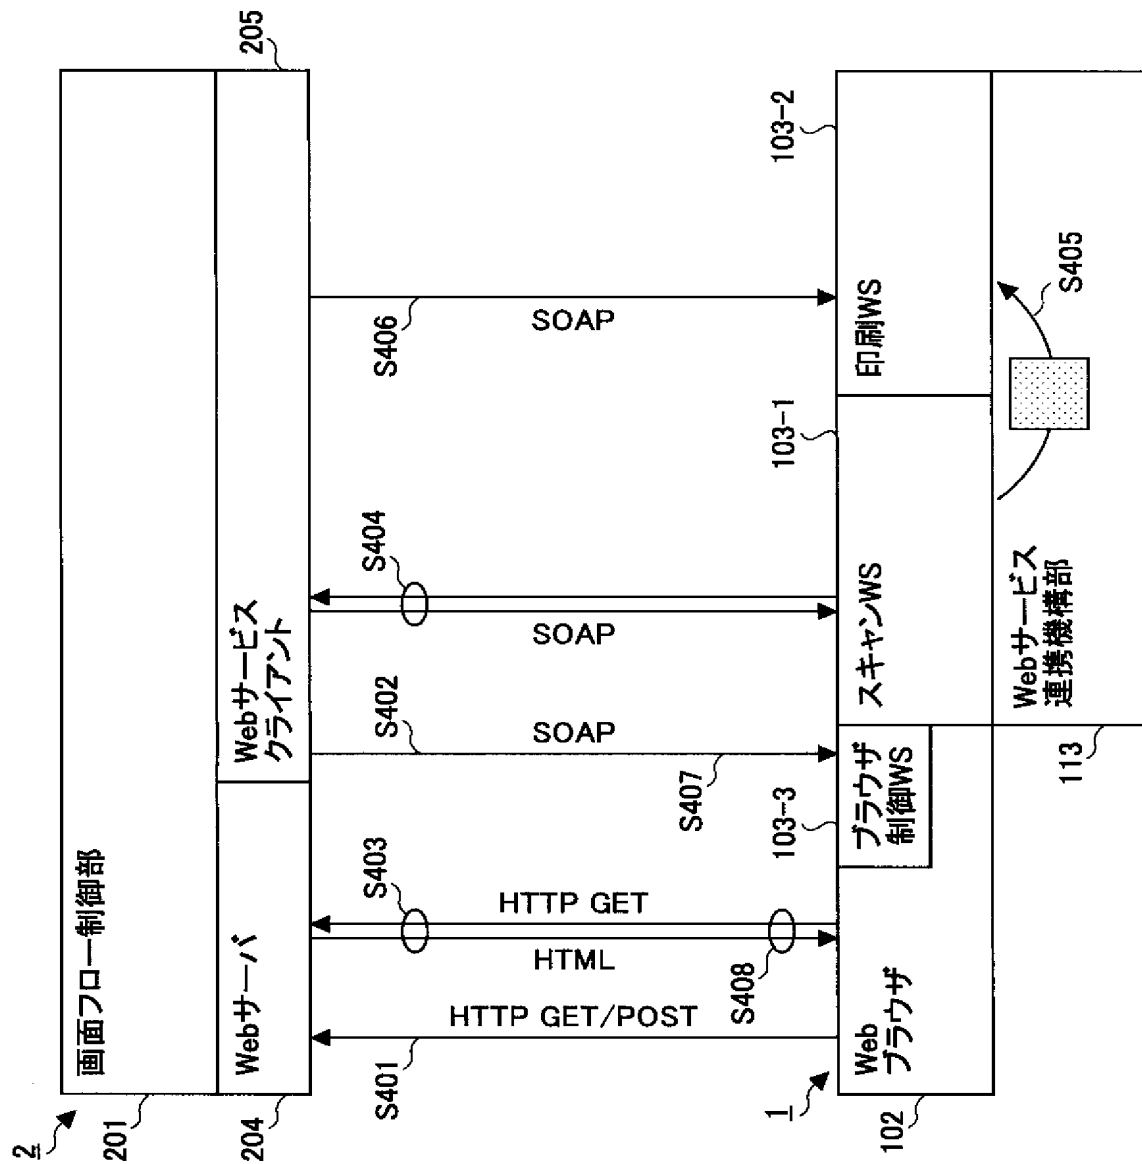 2
201
画面フロー制御部
204
Webサーバ
Webサービス
クライアント
205
S401
HTTP GET/POST
S403
HTTP GET
HTML
S408
S402
SOAP
S407
S404
SOAP
S406
SOAP
1
102
Web
ブラウザ
103-3
ブラウザ
制御WS
103-1
スキャンWS
103-2
印刷WS
113
Webサービス
連携機構部
S405